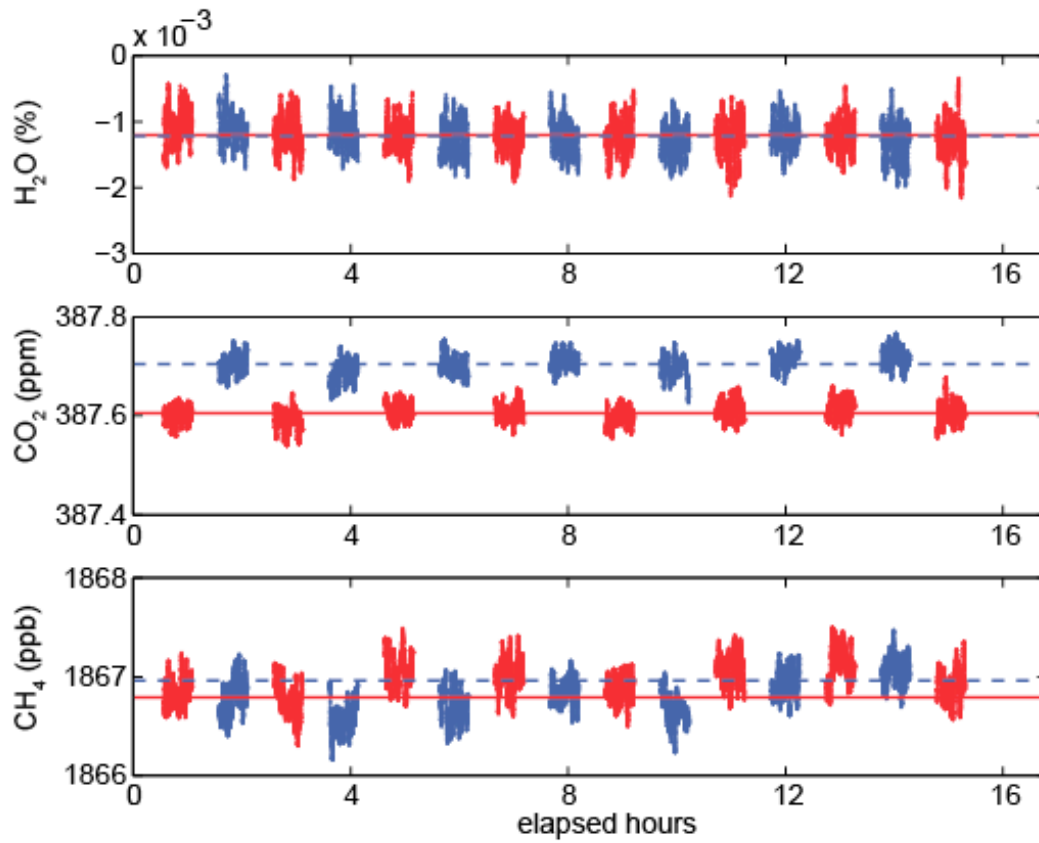 x 10⁻³
0
−1
−2
−3
H₂O (%)
0 4 8 12 16
387.8
387.6
387.4
CO₂ (ppm)
0 4 8 12 16
1868
1867
1866
CH₄ (ppb)
0 4 8 12 16
elapsed hours